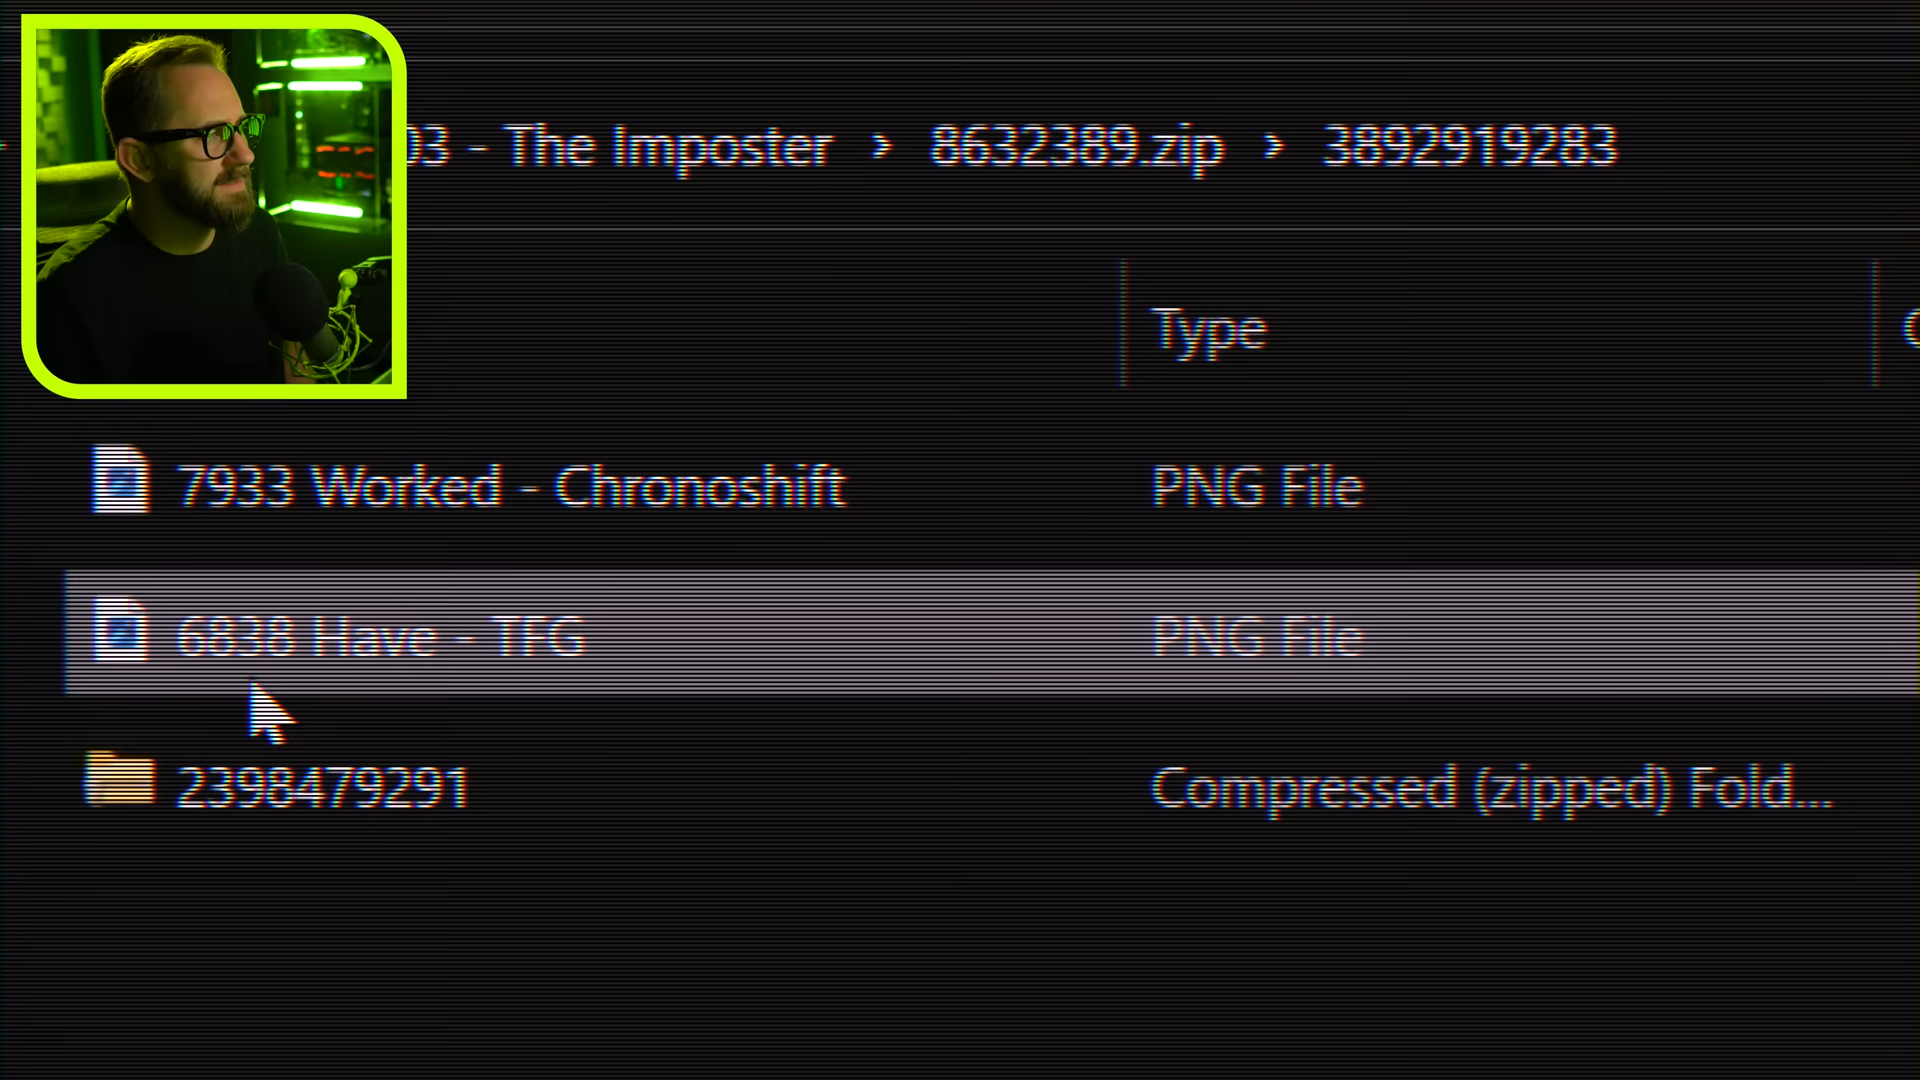 03 - The Imposter > 8632389.zip > 3892919283
Type
7933 Worked - Chronoshift PNG File
6838 Have - TFG PNG File
2398479291 Compressed (zipped) Fold...